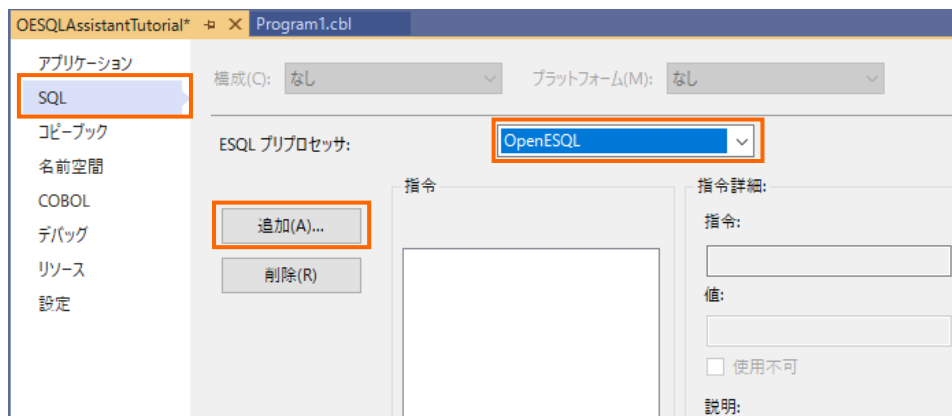 OESQLAssistantTutorial* Program1.cbl
アプリケーション
SQL
コピーブック
名前空間
COBOL
デバッグ
リソース
設定
構成(C): なし プラットフォーム(M): なし
ESQL プリプロセッサ: OpenESQL
追加(A)...
削除(R)
指令
指令詳細:
指令:
値:
使用不可
説明: